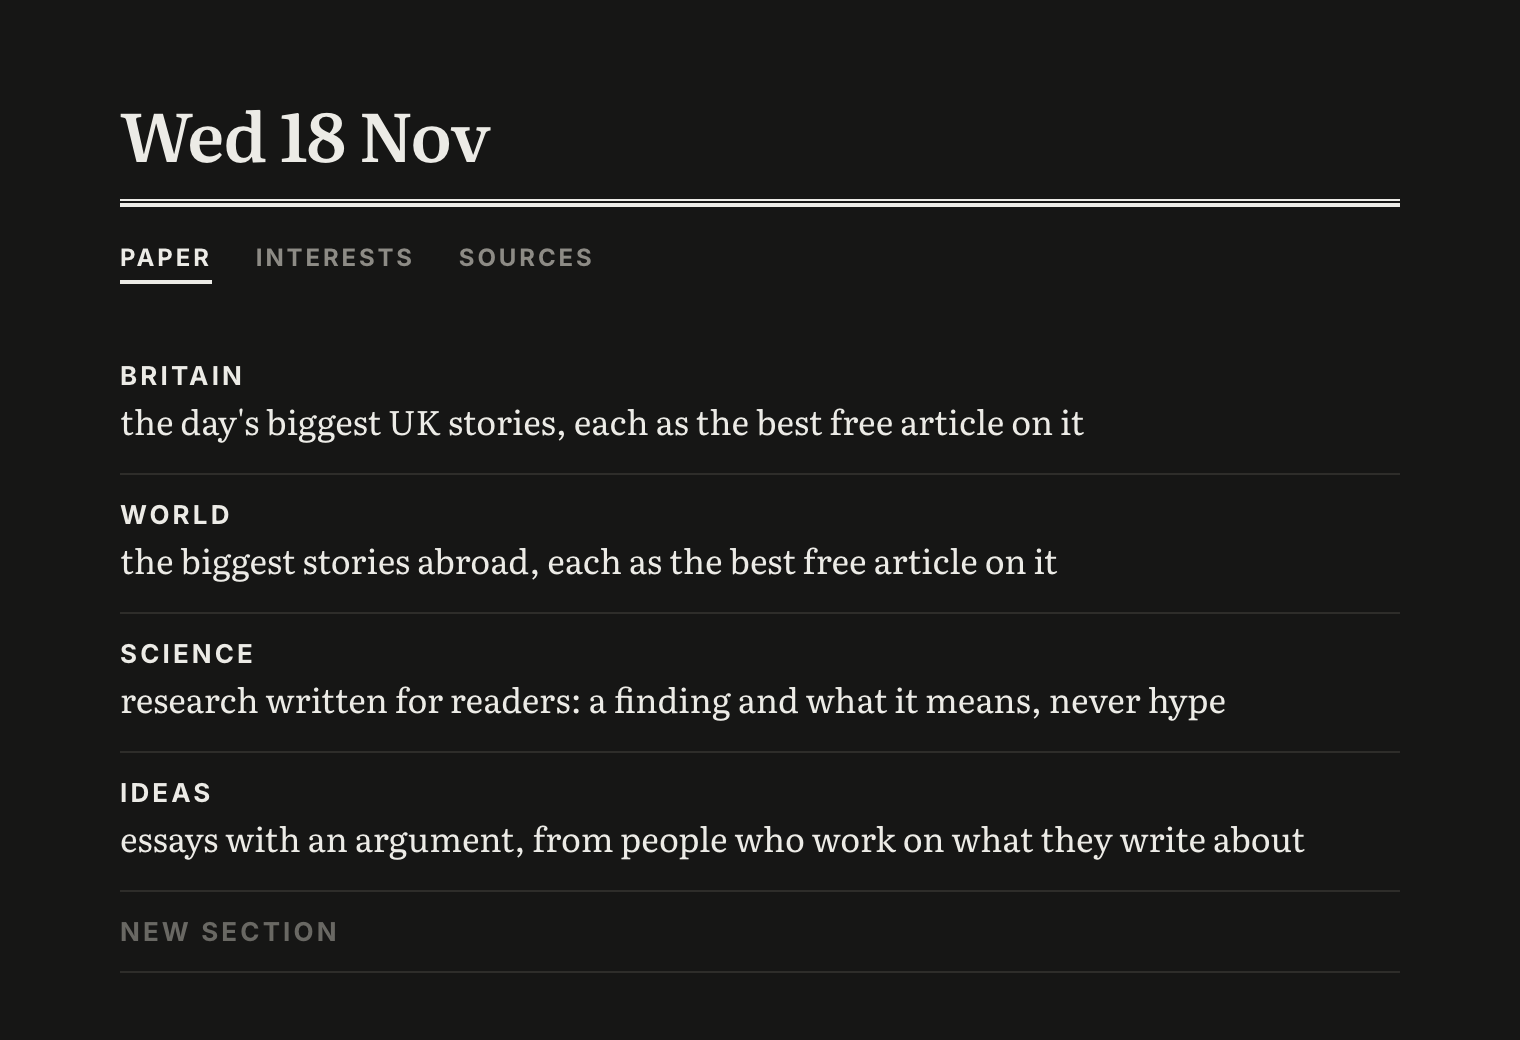 Wed 18 Nov
PAPER INTERESTS SOURCES
BRITAIN
the day's biggest UK stories, each as the best free article on it
WORLD
the biggest stories abroad, each as the best free article on it
SCIENCE
research written for readers: a finding and what it means, never hype
IDEAS
essays with an argument, from people who work on what they write about
NEW SECTION